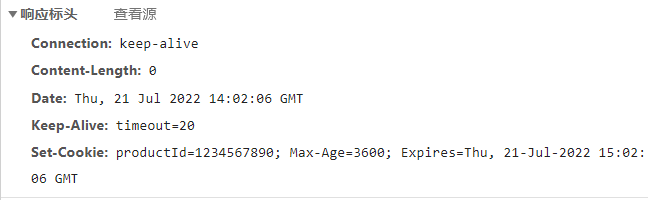 响应标头 查看源
Connection: keep-alive
Content-Length: 0
Date: Thu, 21 Jul 2022 14:02:06 GMT
Keep-Alive: timeout=20
Set-Cookie: productId=1234567890; Max-Age=3600; Expires=Thu, 21-Jul-2022 15:02:
06 GMT